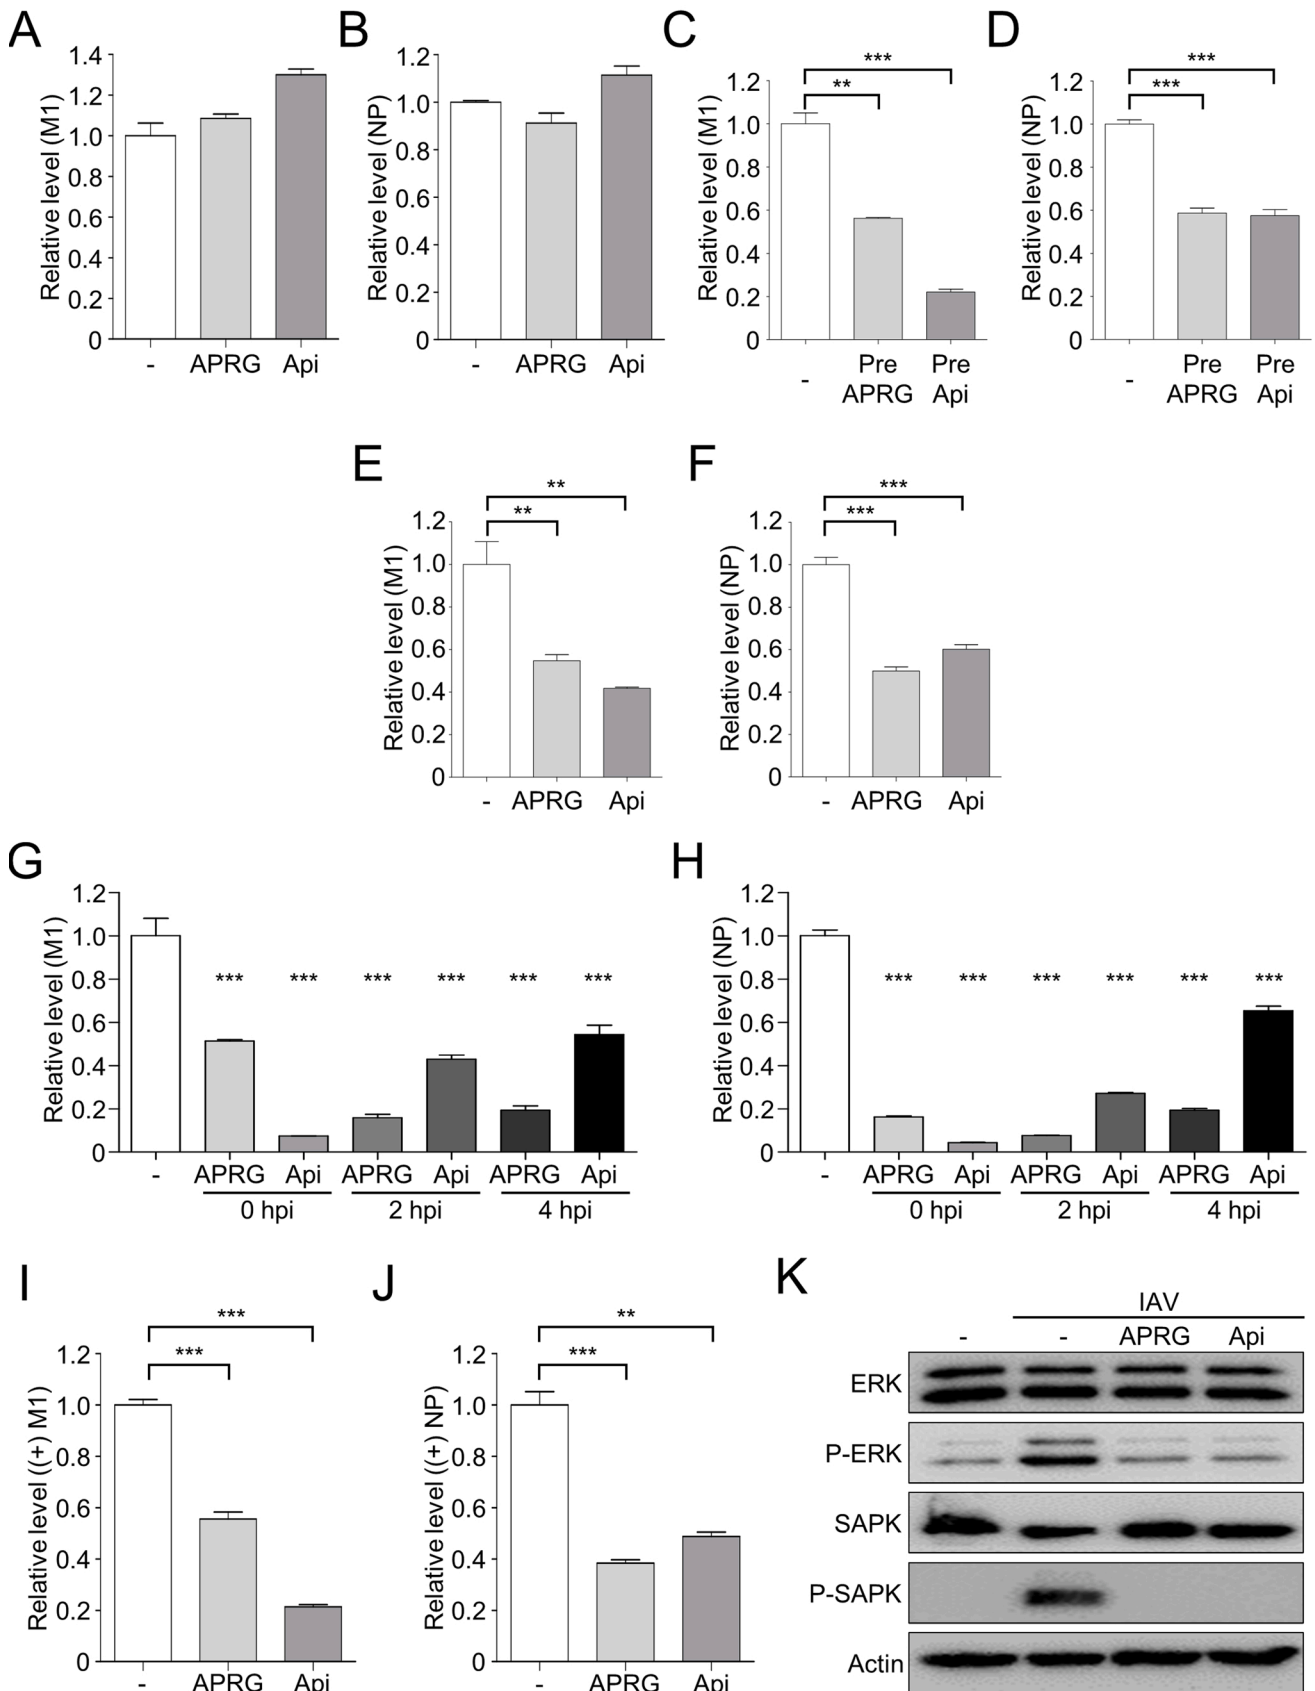 A
Relative level (M1)
1.4
1.2
1.0
0.8
0.6
0.4
0.2
0
- APRG Api
B
Relative level (NP)
1.2
1.0
0.8
0.6
0.4
0.2
0
- APRG Api
C
Relative level (M1)
***
**
1.2
1.0
0.8
0.6
0.4
0.2
0
- Pre APRG Pre Api
D
Relative level (NP)
***
***
1.2
1.0
0.8
0.6
0.4
0.2
0
- Pre APRG Pre Api
E
Relative level (M1)
**
**
1.2
1.0
0.8
0.6
0.4
0.2
0
- APRG Api
F
Relative level (NP)
***
***
1.2
1.0
0.8
0.6
0.4
0.2
0
- APRG Api
G
Relative level (M1)
1.2
1.0
0.8
0.6
0.4
0.2
0
*** *** *** *** *** ***
- APRG Api APRG Api APRG Api
0 hpi 2 hpi 4 hpi
H
Relative level (NP)
1.2
1.0
0.8
0.6
0.4
0.2
0
*** *** *** *** *** ***
- APRG Api APRG Api APRG Api
0 hpi 2 hpi 4 hpi
I
Relative level ((+) M1)
***
***
1.2
1.0
0.8
0.6
0.4
0.2
0
- APRG Api
J
Relative level ((+) NP)
**
***
1.2
1.0
0.8
0.6
0.4
0.2
0
- APRG Api
K
IAV
- - APRG Api
ERK
P-ERK
SAPK
P-SAPK
Actin